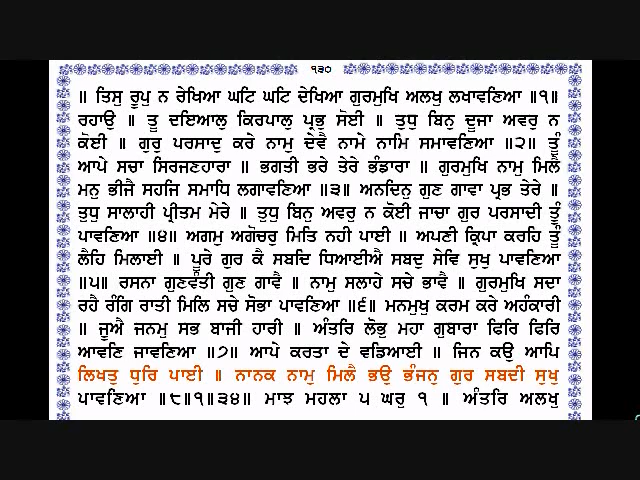 ੧੩੦
॥ ਤਿਸੁ ਰੂਪੁ ਨ ਰੇਖਿਆ ਘਟਿ ਘਟਿ ਦੇਖਿਆ ਗੁਰਮੁਖਿ ਅਲਖੁ ਲਖਾਵਣਿਆ ॥੧॥
ਰਹਾਉ ॥ ਤੂ ਦਇਆਲੁ ਕਿਰਪਾਲੁ ਪ੍ਰਭੁ ਸੋਈ ॥ ਤੁਧੁ ਬਿਨੁ ਦੂਜਾ ਅਵਰੁ ਨ
ਕੋਈ ॥ ਗੁਰੁ ਪਰਸਾਦੁ ਕਰੇ ਨਾਮੁ ਦੇਵੈ ਨਾਮੇ ਨਾਮਿ ਸਮਾਵਣਿਆ ॥੨॥ ਤੂੰ
ਆਪੇ ਸਚਾ ਸਿਰਜਣਹਾਰਾ ॥ ਭਗਤੀ ਭਰੇ ਤੇਰੇ ਭੰਡਾਰਾ ॥ ਗੁਰਮੁਖਿ ਨਾਮੁ ਮਿਲੈ
ਮਨੁ ਭੀਜੈ ਸਹਜਿ ਸਮਾਧਿ ਲਗਾਵਣਿਆ ॥੩॥ ਅਨਦਿਨੁ ਗੁਣ ਗਾਵਾ ਪ੍ਰਭ ਤੇਰੇ ॥
ਤੁਧੁ ਸਾਲਾਹੀ ਪ੍ਰੀਤਮ ਮੇਰੇ ॥ ਤੁਧੁ ਬਿਨੁ ਅਵਰੁ ਨ ਕੋਈ ਜਾਚਾ ਗੁਰ ਪਰਸਾਦੀ ਤੂੰ
ਪਾਵਣਿਆ ॥੪॥ ਅਗਮੁ ਅਗੋਚਰੁ ਮਿਤਿ ਨਹੀ ਪਾਈ ॥ ਅਪਣੀ ਕ੍ਰਿਪਾ ਕਰਹਿ ਤੂੰ
ਲੈਹਿ ਮਿਲਾਈ ॥ ਪੂਰੇ ਗੁਰ ਕੈ ਸਬਦਿ ਧਿਆਈਐ ਸਬਦੁ ਸੇਵਿ ਸੁਖੁ ਪਾਵਣਿਆ
॥੫॥ ਰਸਨਾ ਗੁਣਵੰਤੀ ਗੁਣ ਗਾਵੈ ॥ ਨਾਮੁ ਸਲਾਹੇ ਸਚੇ ਭਾਵੈ ॥ ਗੁਰਮੁਖਿ ਸਦਾ
ਰਹੈ ਰੰਗਿ ਰਾਤੀ ਮਿਲਿ ਸਚੇ ਸੋਭਾ ਪਾਵਣਿਆ ॥੬॥ ਮਨਮੁਖੁ ਕਰਮ ਕਰੇ ਅਹੰਕਾਰੀ
॥ ਜੂਐ ਜਨਮੁ ਸਭ ਬਾਜੀ ਹਾਰੀ ॥ ਅੰਤਰਿ ਲੋਭੁ ਮਹਾ ਗੁਬਾਰਾ ਫਿਰਿ ਫਿਰਿ
ਆਵਣ ਜਾਵਣਿਆ ॥੭॥ ਆਪੇ ਕਰਤਾ ਦੇ ਵਡਿਆਈ ॥ ਜਿਨ ਕਉ ਆਪਿ
ਲਿਖਤੁ ਧੁਰਿ ਪਾਈ ॥ ਨਾਨਕ ਨਾਮੁ ਮਿਲੈ ਭਉ ਭੰਜਨੁ ਗੁਰ ਸਬਦੀ ਸੁਖੁ
ਪਾਵਣਿਆ ॥੮॥੧॥੩੪॥ ਮਾਝ ਮਹਲਾ ੫ ਘਰੁ ੧ ॥ ਅੰਤਰਿ ਅਲਖੁ